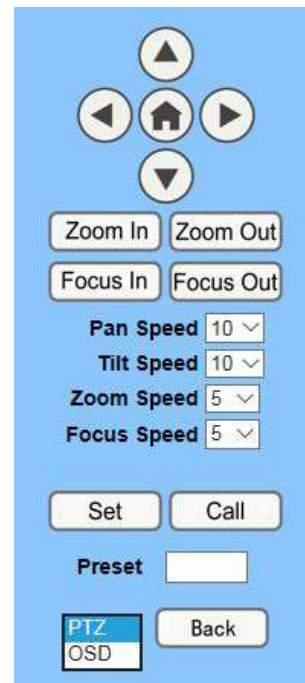 Zoom In Zoom Out
Focus In Focus Out
Pan Speed 10
Tilt Speed 10
Zoom Speed 5
Focus Speed 5
Set Call
Preset
PTZ Back
OSD